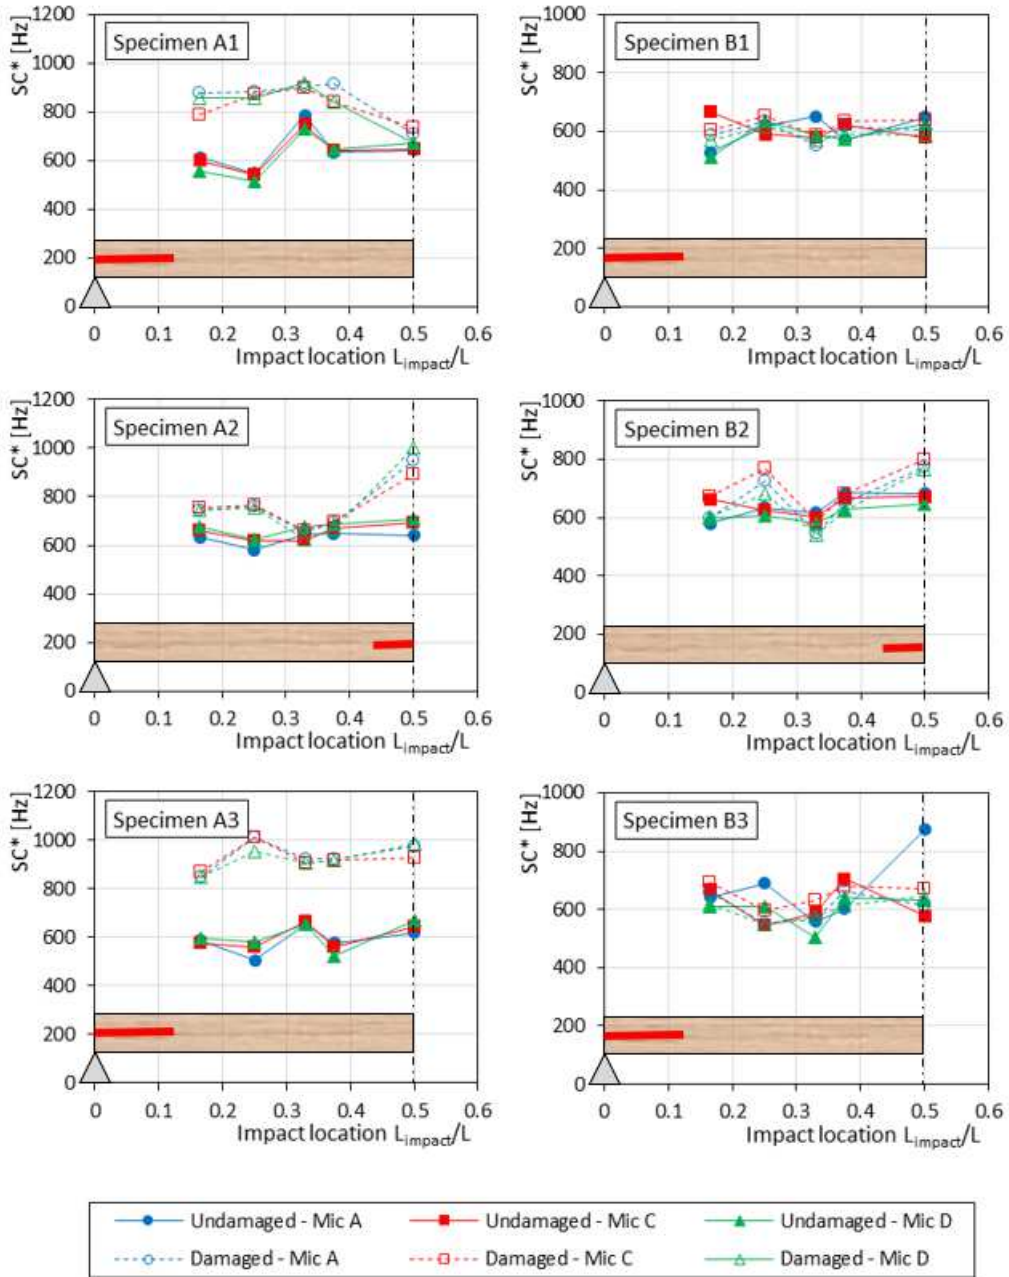 SC* [Hz]
Specimen A1
1200
1000
800
600
400
200
0
0 0.1 0.2 0.3 0.4 0.5 0.6
Impact location Limpact/L
SC* [Hz]
Specimen B1
1000
800
600
400
200
0
0 0.1 0.2 0.3 0.4 0.5 0.6
Impact location Limpact/L
SC* [Hz]
Specimen A2
1200
1000
800
600
400
200
0
0 0.1 0.2 0.3 0.4 0.5 0.6
Impact location Limpact/L
SC* [Hz]
Specimen B2
1000
800
600
400
200
0
0 0.1 0.2 0.3 0.4 0.5 0.6
Impact location Limpact/L
SC* [Hz]
Specimen A3
1200
1000
800
600
400
200
0
0 0.1 0.2 0.3 0.4 0.5 0.6
Impact location Limpact/L
SC* [Hz]
Specimen B3
1000
800
600
400
200
0
0 0.1 0.2 0.3 0.4 0.5 0.6
Impact location Limpact/L
Undamaged - Mic A Undamaged - Mic C Undamaged - Mic D
Damaged - Mic A Damaged - Mic C Damaged - Mic D